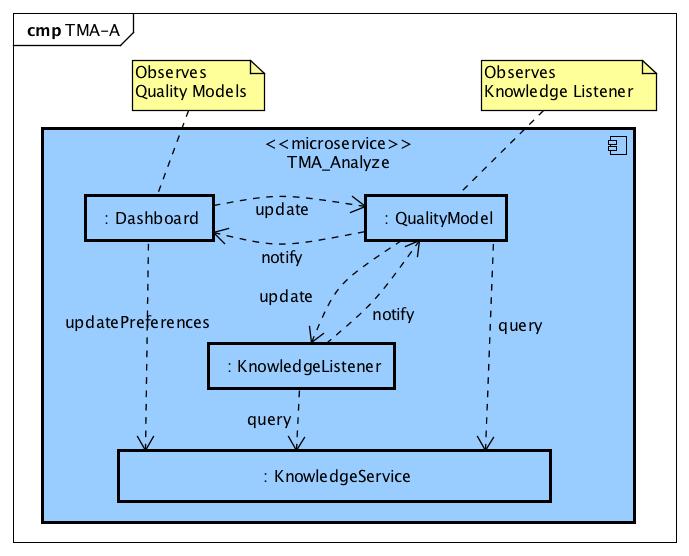 cmp TMA-A
Observes
Quality Models
Observes
Knowledge Listener
<<microservice>>
TMA_Analyze
: Dashboard
update
: QualityModel
notify
update
notify
updatePreferences
query
: KnowledgeListener
query
: KnowledgeService